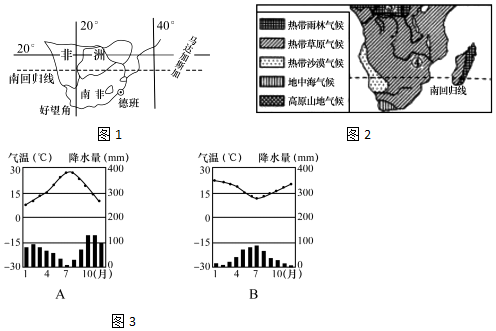 20° 40°
20° 非 洲
马达加斯加
南回归线
南 非
好望角 德班
图1
热带雨林气候
热带草原气候
热带沙漠气候
地中海气候
高原山地气候
南回归线
图2
气温(℃) 降水量(mm)
30 400
15 300
0 200
-15 100
-30 0
1 4 7 10(月)
A
气温(℃) 降水量(mm)
30 400
15 300
0 200
-15 100
-30 0
1 4 7 10(月)
B
图3